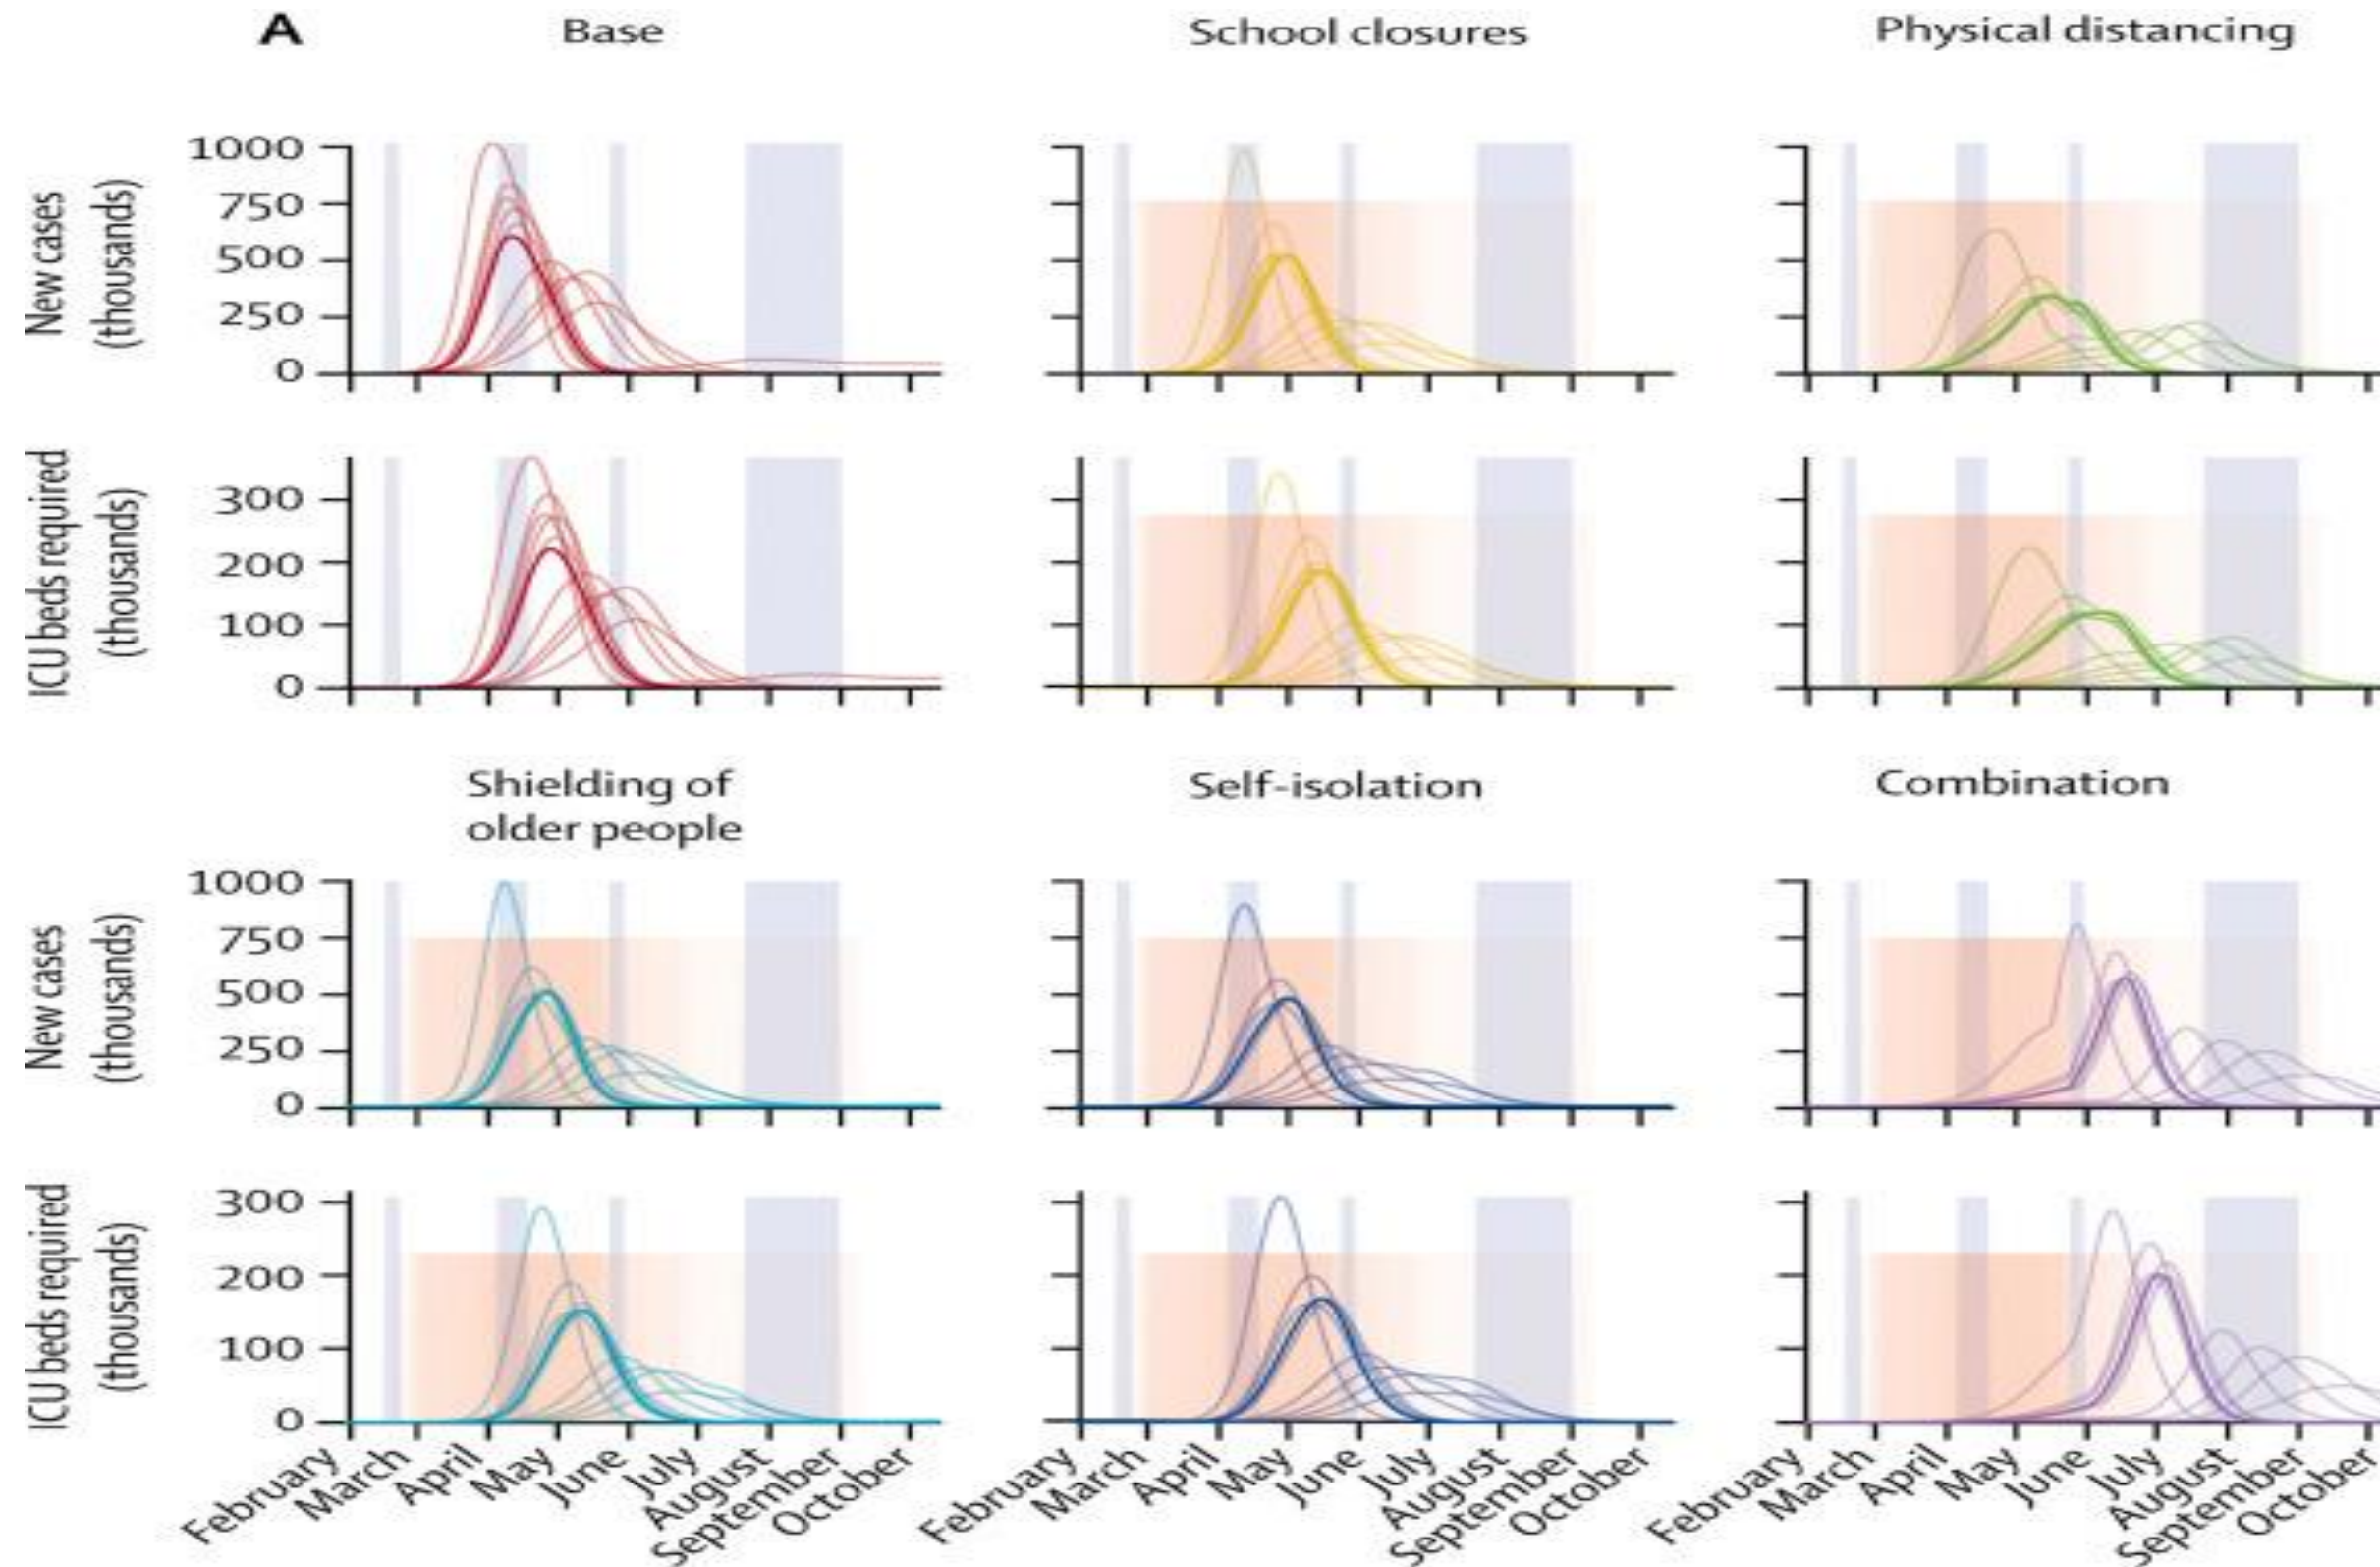 A
Base
School closures
Physical distancing
New cases
(thousands)
1000
750
500
250
0
ICU beds required
(thousands)
300
200
100
0
Shielding of
older people
Self-isolation
Combination
New cases
(thousands)
1000
750
500
250
0
ICU beds required
(thousands)
300
200
100
0
February
March
April
May
June
July
August
September
October
February
March
April
May
June
July
August
September
October
February
March
April
May
June
July
August
September
October